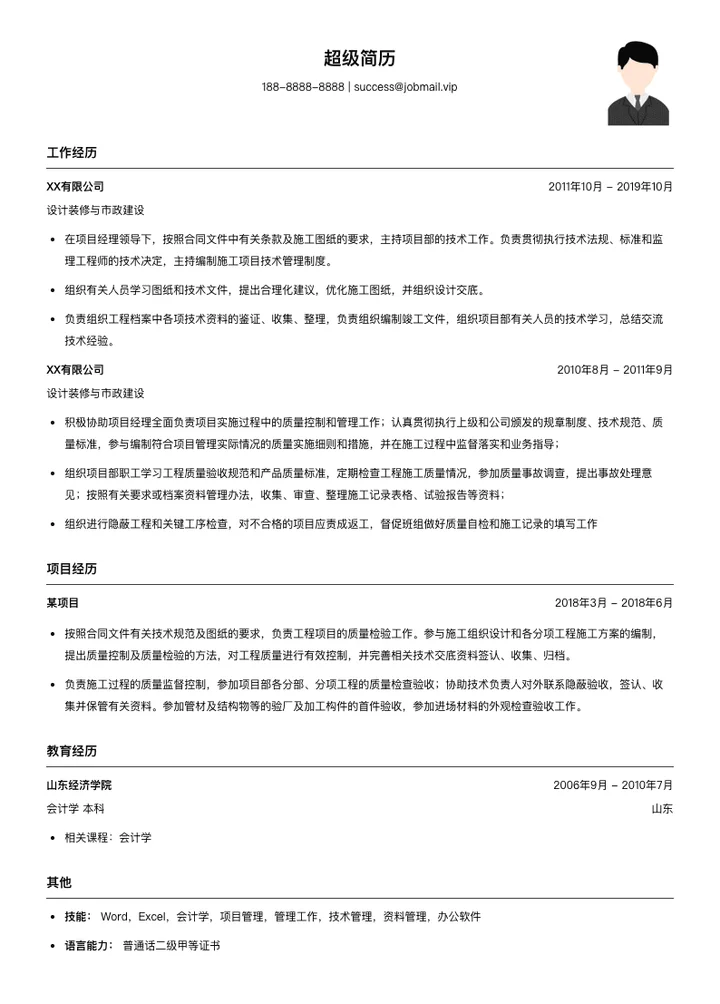 超级简历
188-8888-8888 | success@jobmail.vip
工作经历
XX有限公司 2011年10月 – 2019年10月
设计装修与市政建设
• 在项目经理领导下，按照合同文件中有关条款及施工图纸的要求，主持项目部的技术工作。负责贯彻执行技术法规、标准和监
理工程师的技术决定，主持编制施工项目技术管理制度。
• 组织有关人员学习图纸和技术文件，提出合理化建议，优化施工图纸，并组织设计交底。
• 负责组织工程档案中各项技术资料的鉴证、收集、整理，负责组织编制竣工文件，组织项目部有关人员的技术学习，总结交流
技术经验。
XX有限公司 2010年8月 – 2011年9月
设计装修与市政建设
• 积极协助项目经理全面负责项目实施过程中的质量控制和管理工作；认真贯彻执行上级和公司颁发的规章制度、技术规范、质
量标准，参与编制符合项目管理实际情况的质量实施细则和措施，并在施工过程中监督落实和业务指导；
• 组织项目部职工学习工程质量验收规范和产品质量标准，定期检查工程施工质量情况，参加质量事故调查，提出事故处理意
见；按照有关要求或档案资料管理办法，收集、审查、整理施工记录表格、试验报告等资料；
• 组织进行隐蔽工程和关键工序检查，对不合格的项目应责成返工，督促班组做好质量自检和施工记录的填写工作
项目经历
某项目 2018年3月 – 2018年6月
• 按照合同文件有关技术规范及图纸的要求，负责工程项目的质量检验工作。参与施工组织设计和各分项工程施工方案的编制，
提出质量控制及质量检验的方法，对工程质量进行有效控制，并完善相关技术交底资料签认、收集、归档。
• 负责施工过程的质量监督控制，参加项目部各分部、分项工程的质量检查验收；协助技术负责人对外联系隐蔽验收，签认、收
集并保管有关资料。参加管材及结构物等的验厂及加工构件的首件验收，参加进场材料的外观检查验收工作。
教育经历
山东经济学院 2006年9月 – 2010年7月
会计学 本科 山东
• 相关课程：会计学
其他
• 技能： Word，Excel，会计学，项目管理，管理工作，技术管理，资料管理，办公软件
• 语言能力： 普通话二级甲等证书